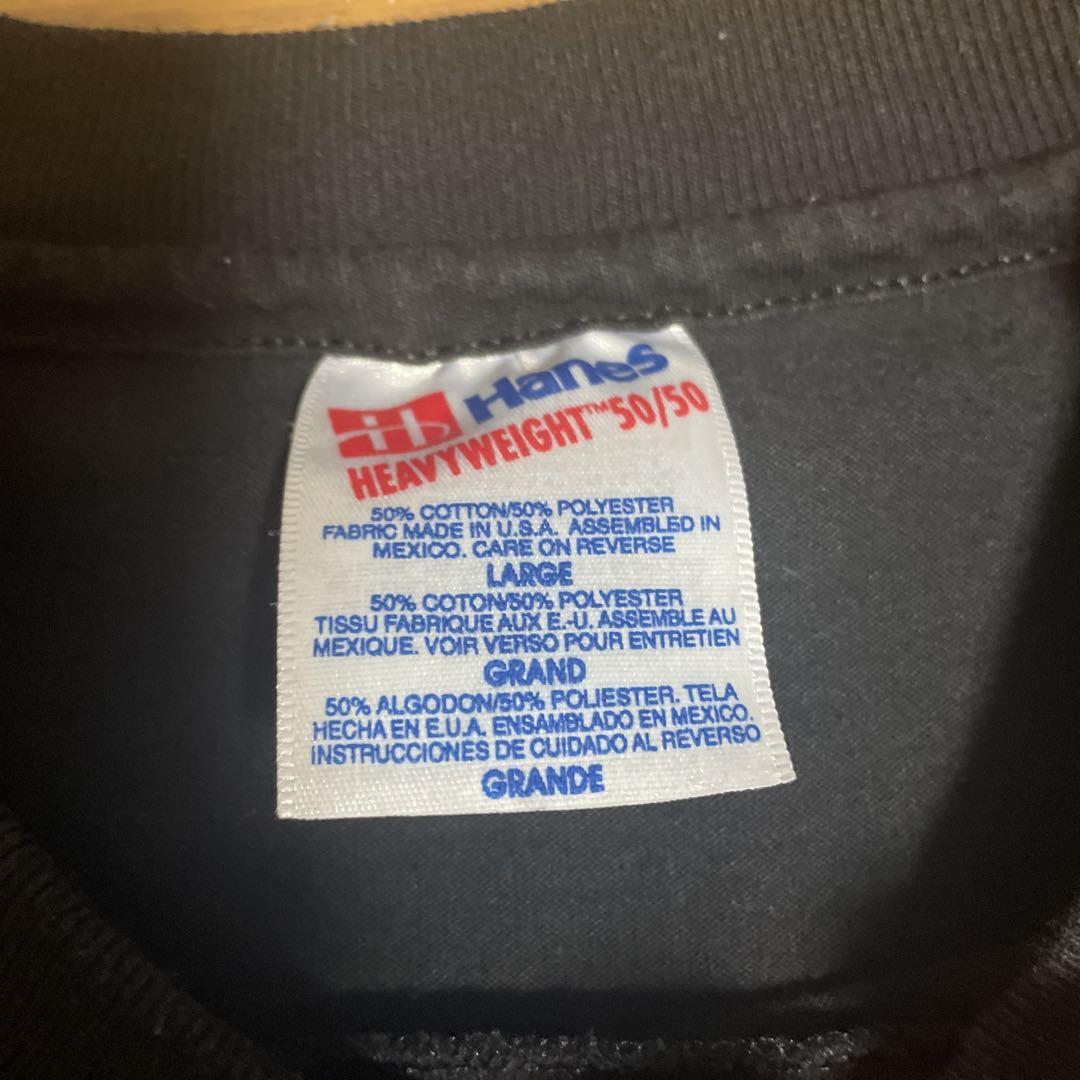 Hanes
HEAVYWEIGHT™ 50/50
50% COTTON/50% POLYESTER
FABRIC MADE IN U.S.A. ASSEMBLED IN
MEXICO. CARE ON REVERSE
LARGE
50% COTON/50% POLYESTER
TISSU FABRIQUE AUX E.-U. ASSEMBLE AU
MEXIQUE. VOIR VERSO POUR ENTRETIEN
GRAND
50% ALGODON/50% POLIESTER. TELA
HECHA EN E.U.A. ENSAMBLADO EN MEXICO.
INSTRUCCIONES DE CUIDADO AL REVERSO
GRANDE